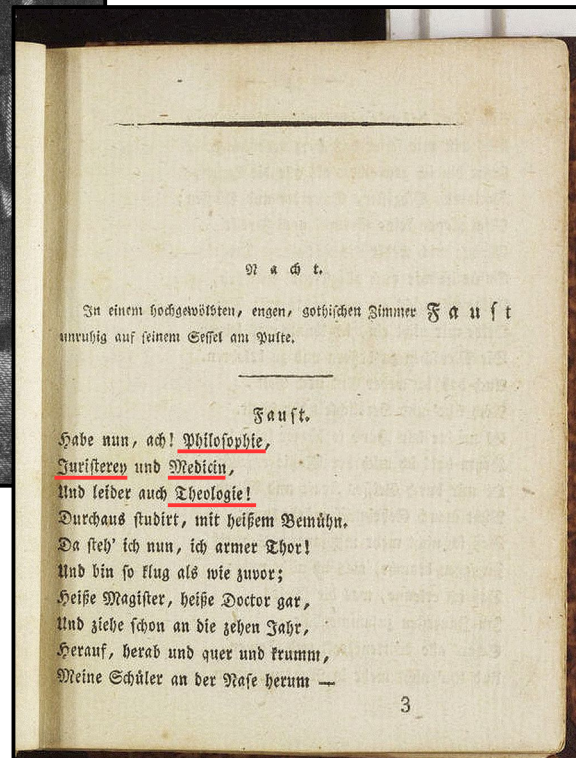 Nacht.
In einem hochgewölbten, engen, gothischen Zimmer Faust
unruhig auf seinem Sessel am Pulte.
Faust.
Habe nun, ach! Philosophie,
Juristerey und Medicin,
Und leider auch Theologie!
Durchaus studirt, mit heißem Bemühn.
Da steh' ich nun, ich armer Thor!
Und bin so klug als wie zuvor;
Heiße Magister, heiße Doctor gar,
Und ziehe schon an die zehen Jahr,
Herauf, herab und quer und krumm,
Meine Schüler an der Nase herum —
3